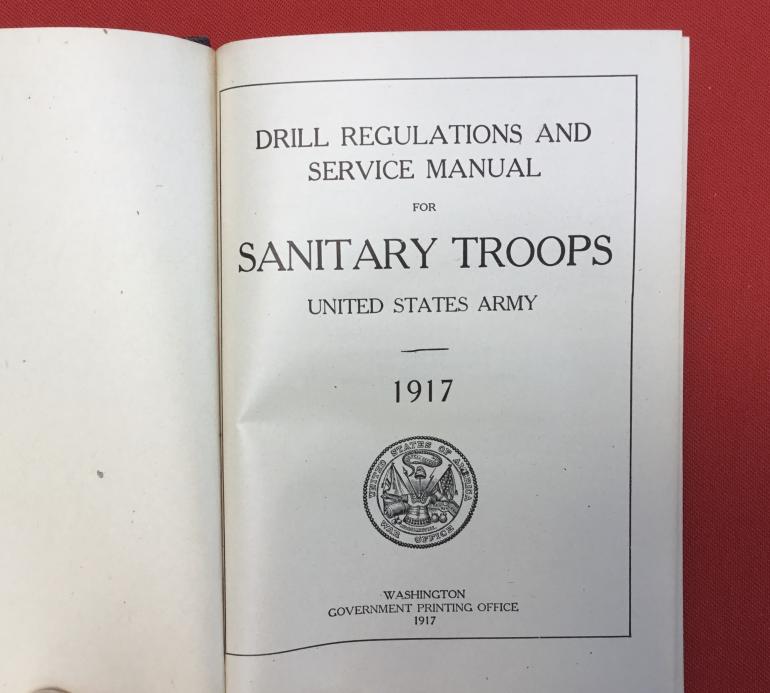 DRILL REGULATIONS AND
SERVICE MANUAL
FOR
SANITARY TROOPS
UNITED STATES ARMY
1917
UNITED STATES OF AMERICA
WAR OFFICE
WASHINGTON
GOVERNMENT PRINTING OFFICE
1917